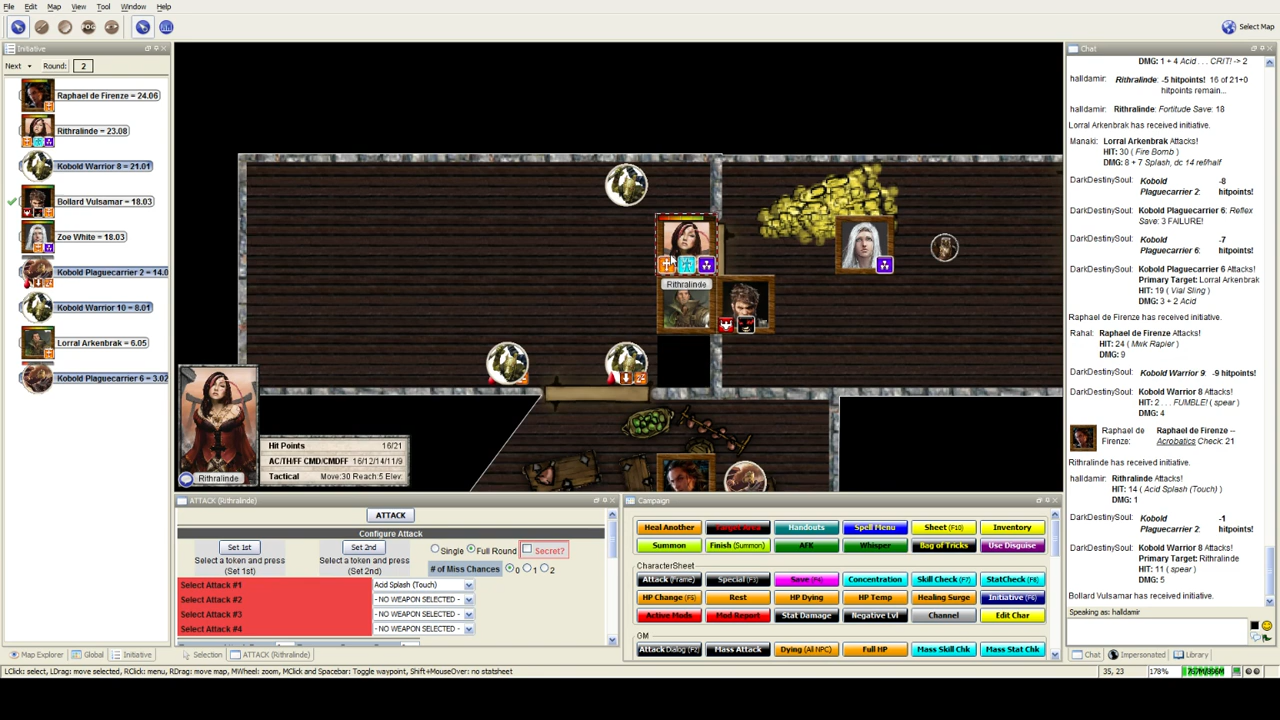 File Edit Map View Tool Window Help
FOG
Select Map
Initiative
Next Round: 2
Raphael de Firenze = 24.06
Rithralinde = 23.08
Kobold Warrior 8 = 21.01
Bollard Vulsamar = 18.03
Zoe White = 18.03
Kobold Plaguecarrier 2 = 14.0
Kobold Warrior 10 = 8.01
Lorral Arkenbrak = 6.05
Kobold Plaguecarrier 6 = 3.02
Map Explorer Global Initiative
Rithralinde
Rithralinde
Hit Points 16/21
AC/TH/FF CMD/CMDFF 16/12/14/11/9
Tactical Move:30 Reach:5 Elev:
ATTACK (Rithralinde)
ATTACK
Configure Attack
Set 1st Set 2nd Single Full Round Secret?
Select a token and press (Set 1st)
Select a token and press (Set 2nd)
# of Miss Chances 0 1 2
Select Attack #1 Acid Splash (Touch)
Select Attack #2 - NO WEAPON SELECTED -
Select Attack #3 - NO WEAPON SELECTED -
Select Attack #4 - NO WEAPON SELECTED -
Selection ATTACK (Rithralinde)
Campaign
Heal Another Target Area Handouts Spell Menu Sheet (F10) Inventory
Summon Finish (Summon) AFK Whisper Bag of Tricks Use Disguise
CharacterSheet
Attack (Frame) Special (F3) Save (F4) Concentration Skill Check (F7) StatCheck (F8)
HP Change (F5) Rest HP Dying HP Temp Healing Surge Initiative (F6)
Active Mods Mod Report Stat Damage Negative Lvl Channel Edit Char
GM
Attack Dialog (F2) Mass Attack Dying (Al NPC) Full HP Mass Skill Chk Mass Stat Chk
Chat
DMG: 1 + 4 Acid . . . CRIT! -> 2
halldamir: Rithralinde: -5 hitpoints! 16 of 21+0
hitpoints remain...
halldamir: Rithralinde: Fortitude Save: 18
Lorral Arkenbrak has received initiative.
Manaki: Lorral Arkenbrak Attacks!
HIT: 30 ( Fire Bomb )
DMG: 8 + 7 Splash, dc 14 ref/half
DarkDestinySoul: Kobold Plaguecarrier 2: -8 hitpoints!
DarkDestinySoul: Kobold Plaguecarrier 6: Reflex
Save: 3 FAILURE!
DarkDestinySoul: Kobold Plaguecarrier 6: -7 hitpoints!
DarkDestinySoul: Kobold Plaguecarrier 6 Attacks!
Primary Target: Lorral Arkenbrak
HIT: 19 ( Vial Sling )
DMG: 3 + 2 Acid
Raphael de Firenze has received initiative.
Rahal: Raphael de Firenze Attacks!
HIT: 24 ( Mwk Rapier )
DMG: 9
DarkDestinySoul: Kobold Warrior 9: -9 hitpoints!
DarkDestinySoul: Kobold Warrior 8 Attacks!
HIT: 2 . . . FUMBLE! ( spear )
DMG: 4
Raphael de Firenze: Raphael de Firenze --
Acrobatics Check: 21
Rithralinde has received initiative.
halldamir: Rithralinde Attacks!
HIT: 14 ( Acid Splash (Touch) )
DMG: 1
DarkDestinySoul: Kobold Plaguecarrier 2: -1 hitpoints!
DarkDestinySoul: Kobold Warrior 8 Attacks!
Primary Target: Rithralinde
HIT: 11 ( spear )
DMG: 5
Bollard Vulsamar has received initiative.
Speaking as: halldamir
Chat Impersonated Library
LClick: select, LDrag: move selected, RClick: menu, RDrag: move map, MWheel: zoom, MClick and Spacebar: Toggle waypoint, Shift+MouseOver: no statsheet
35, 23 178%